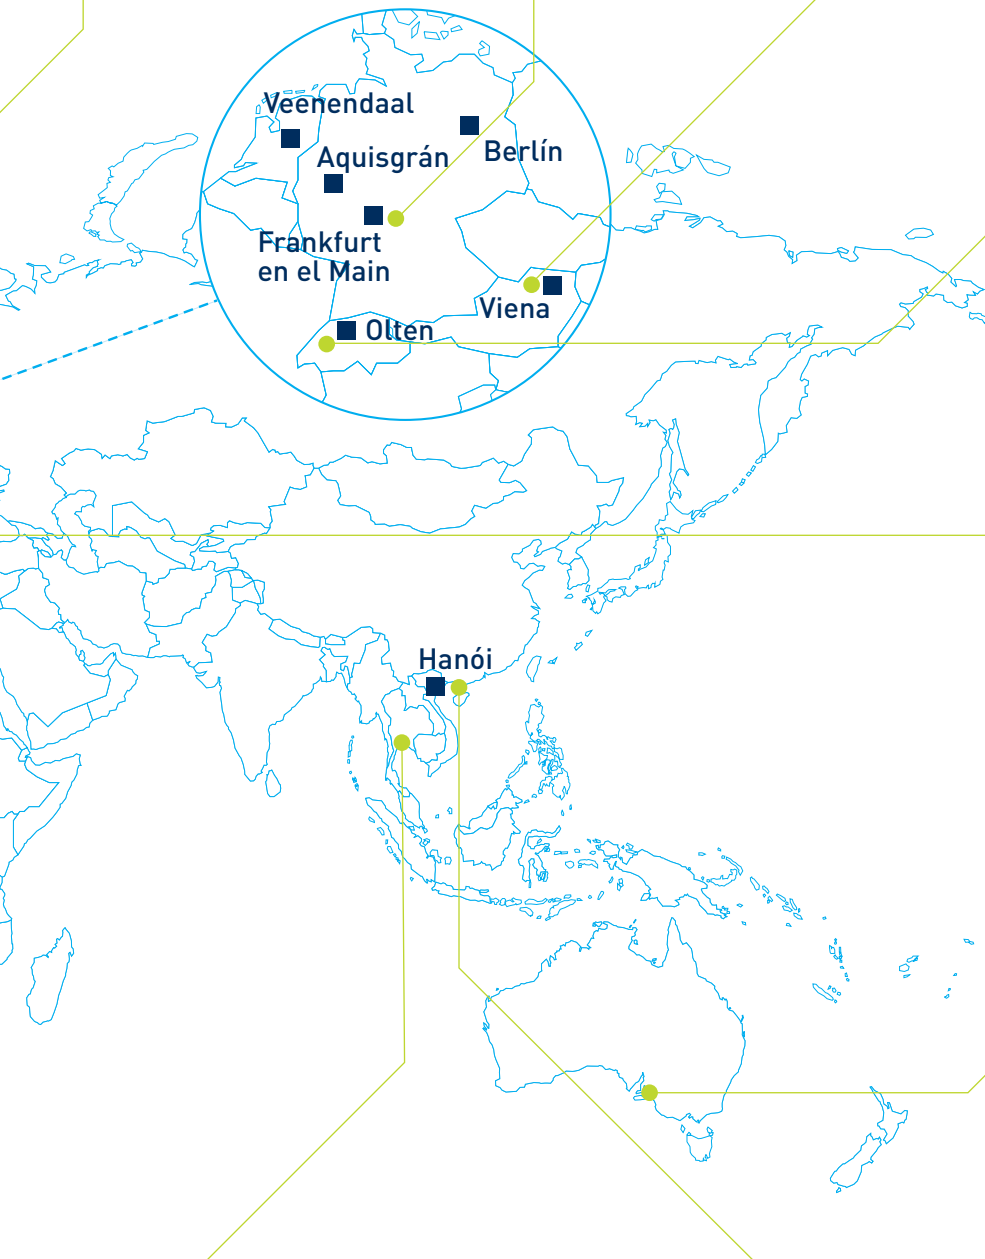 Veenendaal
Aquisgrán
Berlín
Frankfurt
en el Main
Viena
Olten
Hanói